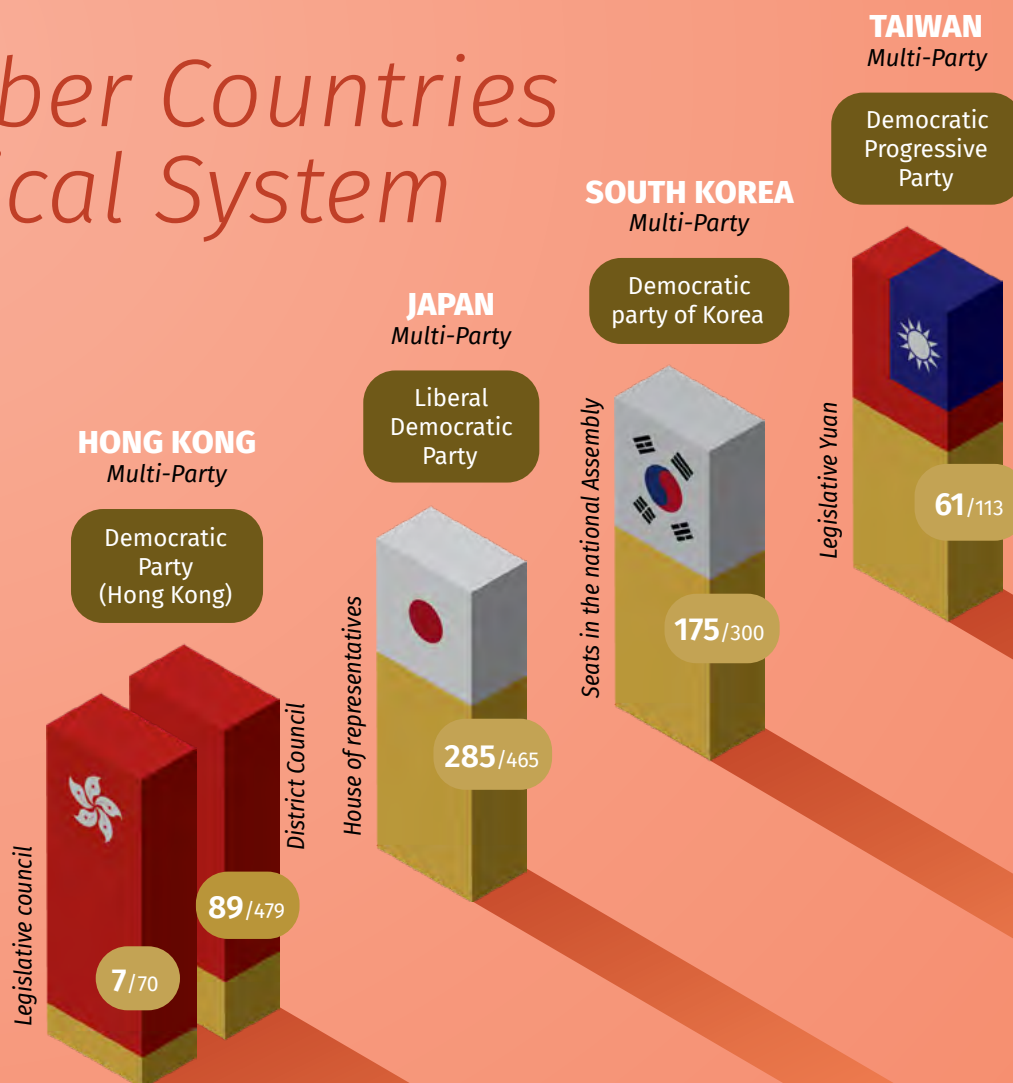 ber Countries
ical System
TAIWAN
Multi-Party
Democratic
Progressive
Party
Legislative Yuan
61/113
SOUTH KOREA
Multi-Party
Democratic
party of Korea
Seats in the national Assembly
175/300
JAPAN
Multi-Party
Liberal
Democratic
Party
House of representatives
285/465
HONG KONG
Multi-Party
Democratic
Party
(Hong Kong)
District Council
89/479
Legislative council
7/70